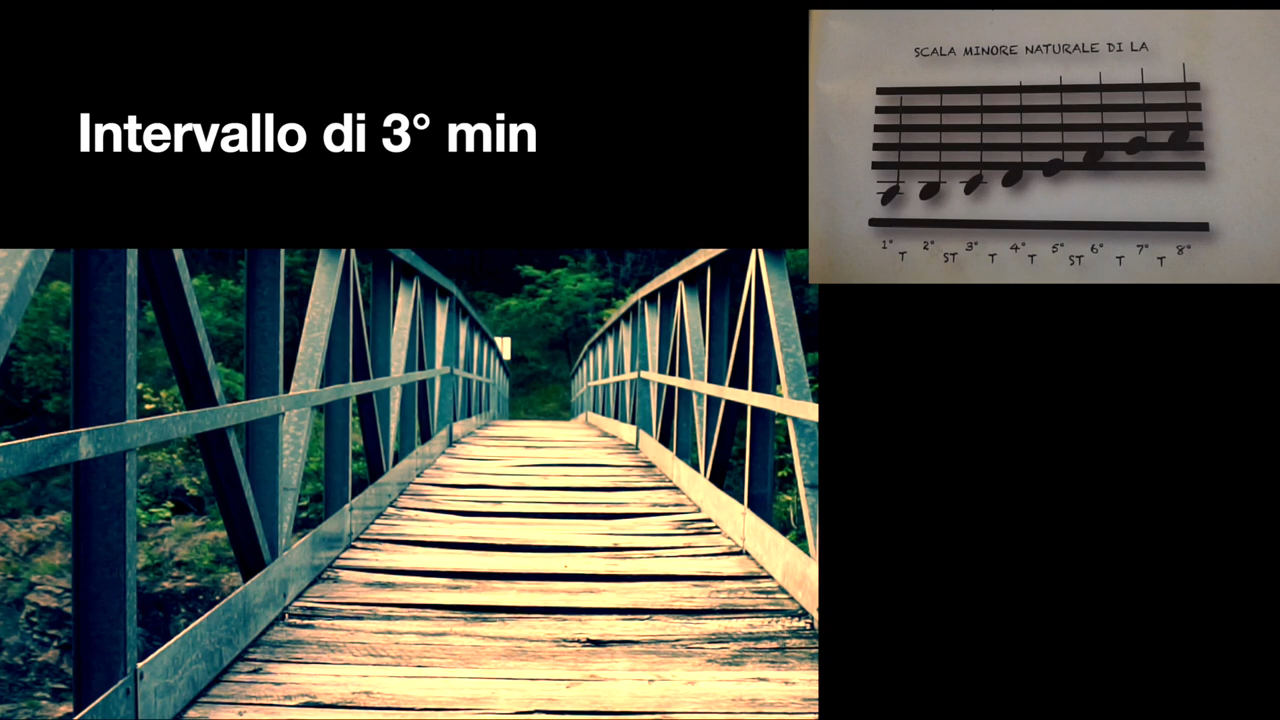 Intervallo di 3° min
SCALA MINORE NATURALE DI LA
1° 2° 3° 4° 5° 6° 7° 8°
T ST T T ST T T